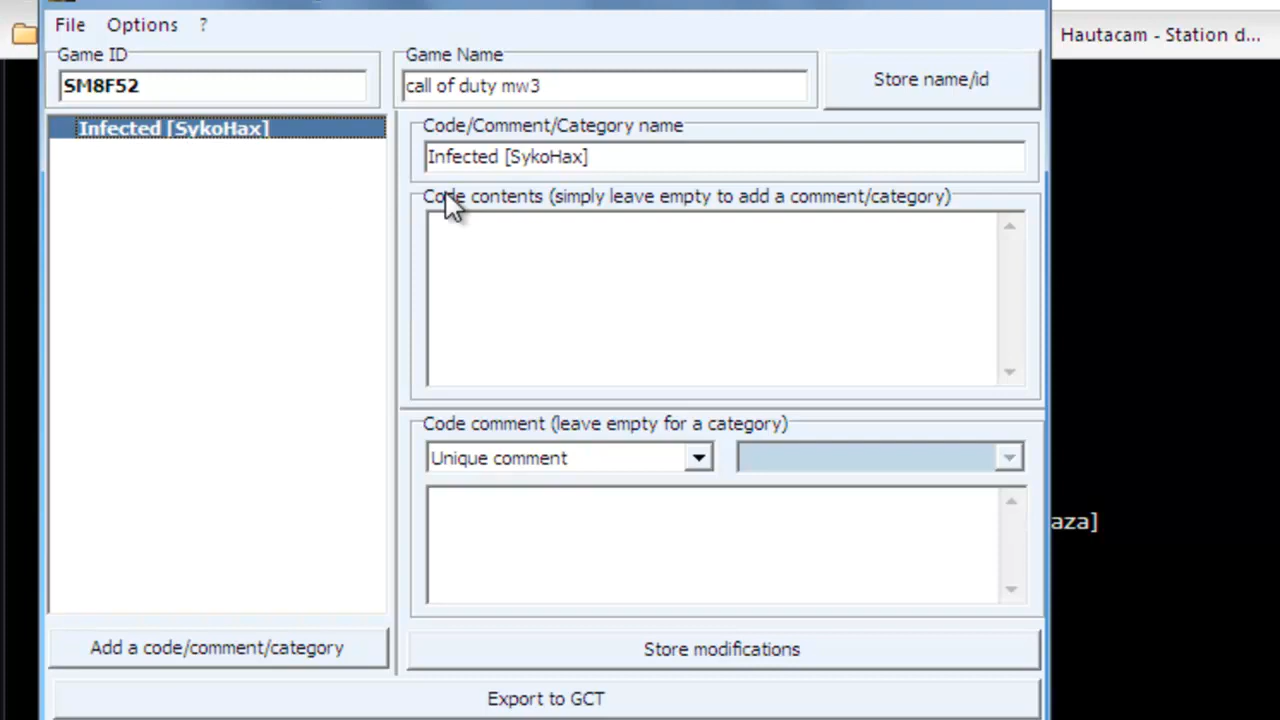 Hautacam - Station d...
File Options ?
Game ID
SM8F52
Game Name
call of duty mw3
Store name/id
Infected [SykoHax]
Code/Comment/Category name
Infected [SykoHax]
Code contents (simply leave empty to add a comment/category)
Code comment (leave empty for a category)
Unique comment
aza]
Add a code/comment/category
Store modifications
Export to GCT